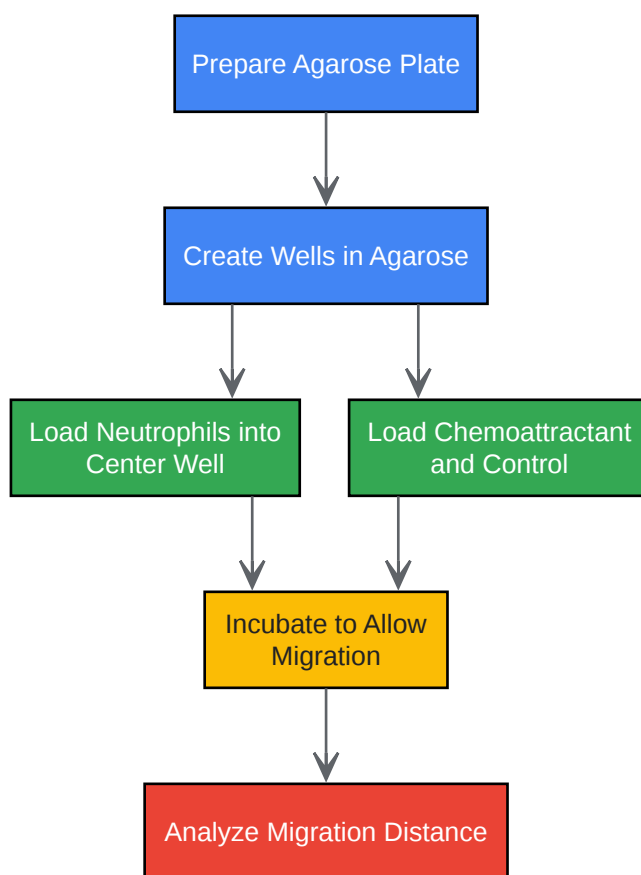 Prepare Agarose Plate
Create Wells in Agarose
Load Neutrophils into
Center Well
Load Chemoattractant
and Control
Incubate to Allow
Migration
Analyze Migration Distance